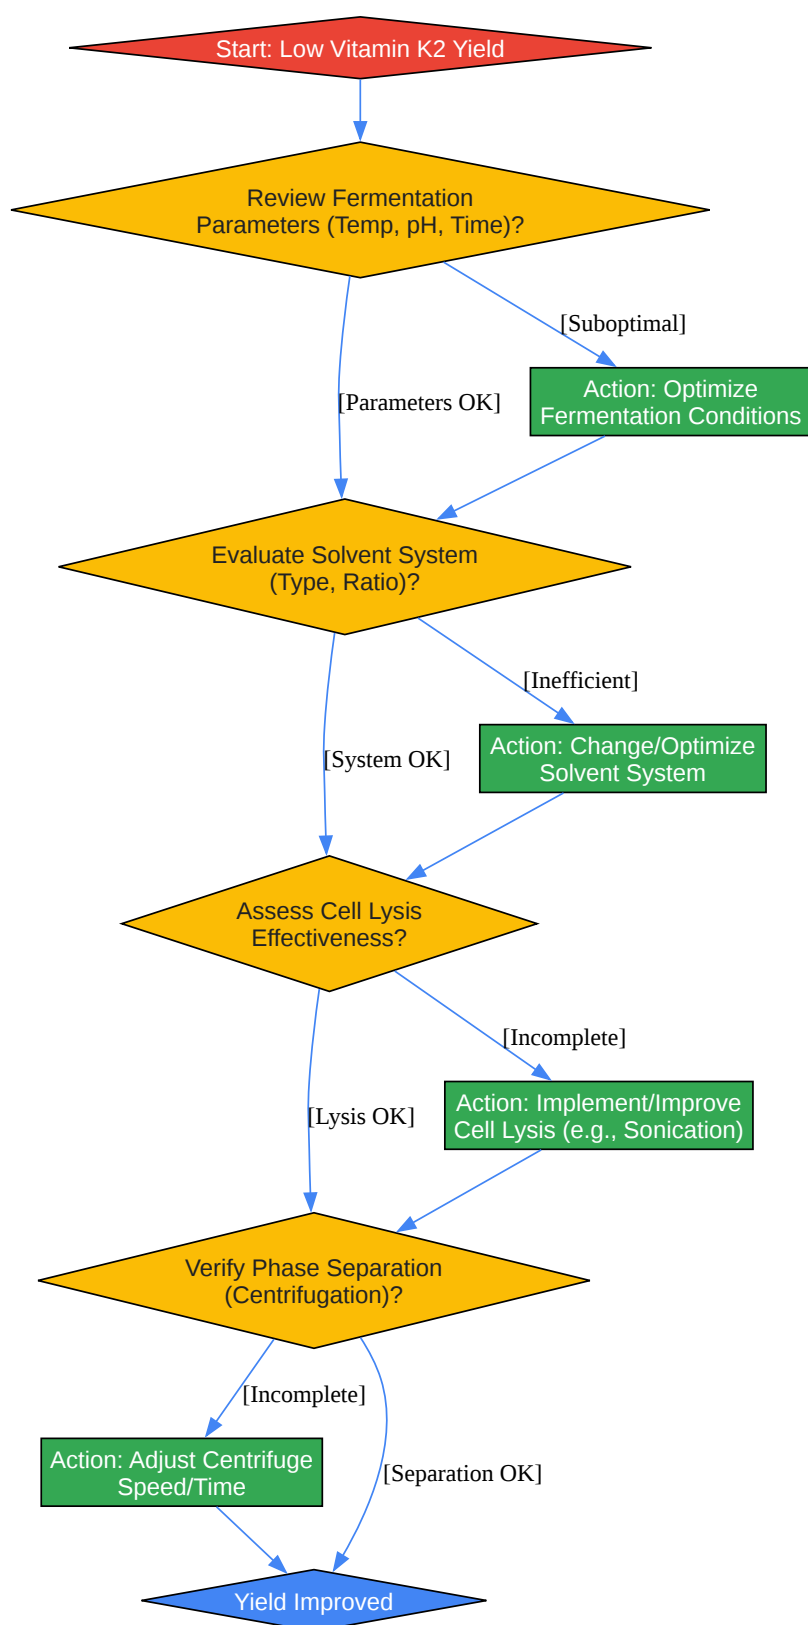 Start: Low Vitamin K2 Yield
Review Fermentation
Parameters (Temp, pH, Time)?
[Suboptimal]
Action: Optimize
Fermentation Conditions
[Parameters OK]
Evaluate Solvent System
(Type, Ratio)?
[Inefficient]
Action: Change/Optimize
Solvent System
[System OK]
Assess Cell Lysis
Effectiveness?
[Incomplete]
Action: Implement/Improve
Cell Lysis (e.g., Sonication)
[Lysis OK]
Verify Phase Separation
(Centrifugation)?
[Incomplete]
Action: Adjust Centrifuge
Speed/Time
[Separation OK]
Yield Improved